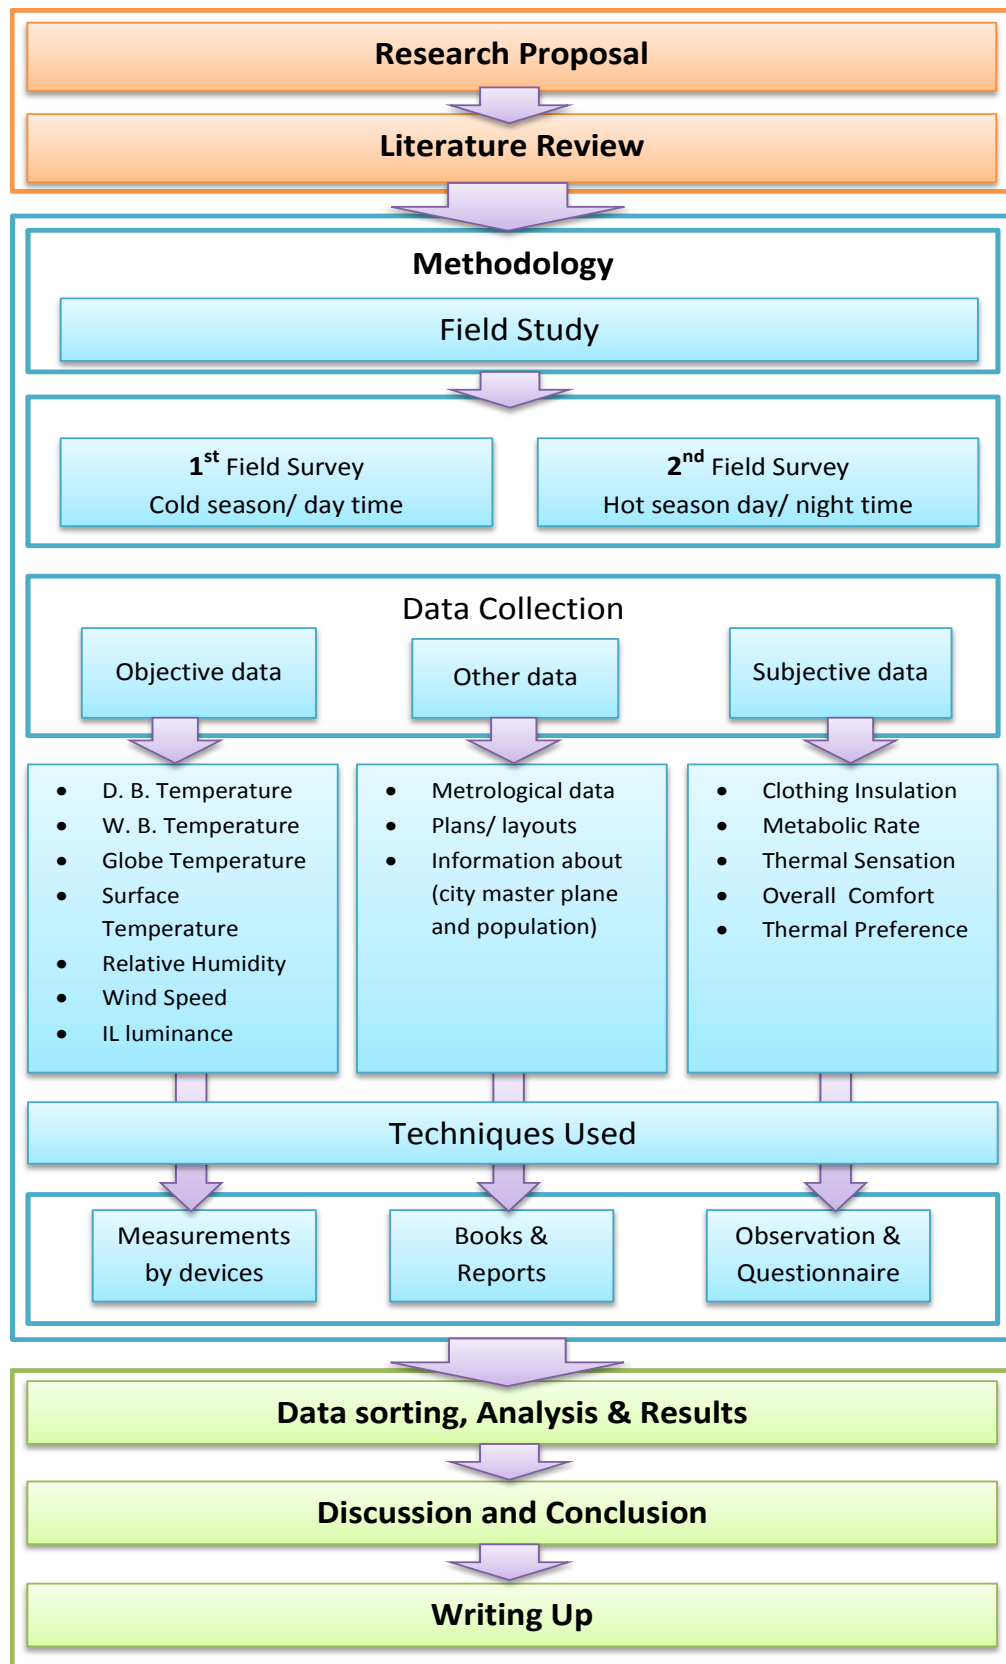 Research Proposal
Literature Review
Methodology
Field Study
1st Field Survey
Cold season/ day time
2nd Field Survey
Hot season day/ night time
Data Collection
Objective data
Other data
Subjective data
• D. B. Temperature
• W. B. Temperature
• Globe Temperature
• Surface
Temperature
• Relative Humidity
• Wind Speed
• IL luminance
• Metrological data
• Plans/ layouts
• Information about
(city master plane
and population)
• Clothing Insulation
• Metabolic Rate
• Thermal Sensation
• Overall Comfort
• Thermal Preference
Techniques Used
Measurements
by devices
Books &
Reports
Observation &
Questionnaire
Data sorting, Analysis & Results
Discussion and Conclusion
Writing Up